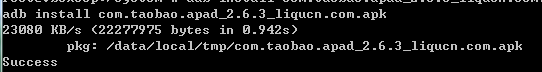 adb install com.taobao.apad_2.6.3_liqucn.com.apk
23080 KB/s (22277975 bytes in 0.942s)
pkg: /data/local/tmp/com.taobao.apad_2.6.3_liqucn.com.apk
Success